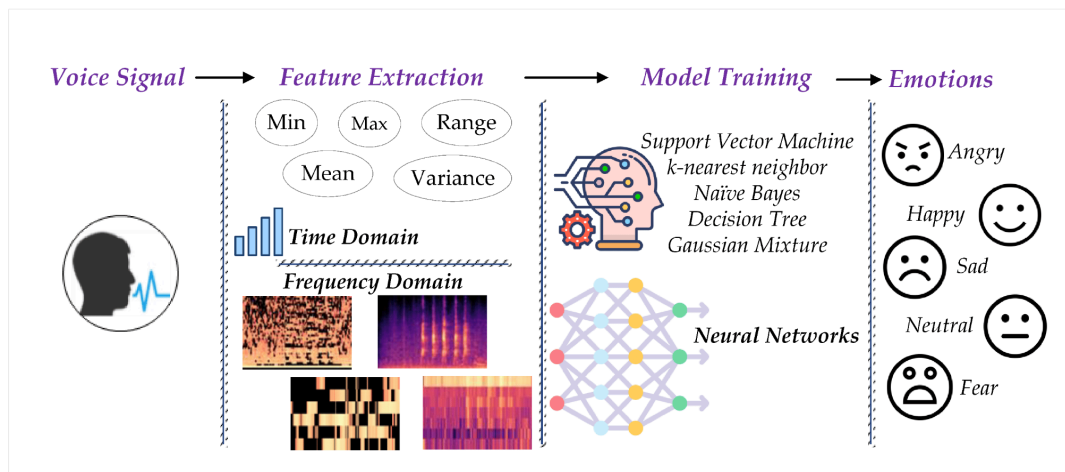 Voice Signal
Feature Extraction
Model Training
Emotions
Min
Max
Range
Mean
Variance
Time Domain
Frequency Domain
Support Vector Machine
k-nearest neighbor
Naïve Bayes
Decision Tree
Gaussian Mixture
Neural Networks
Angry
Happy
Sad
Neutral
Fear